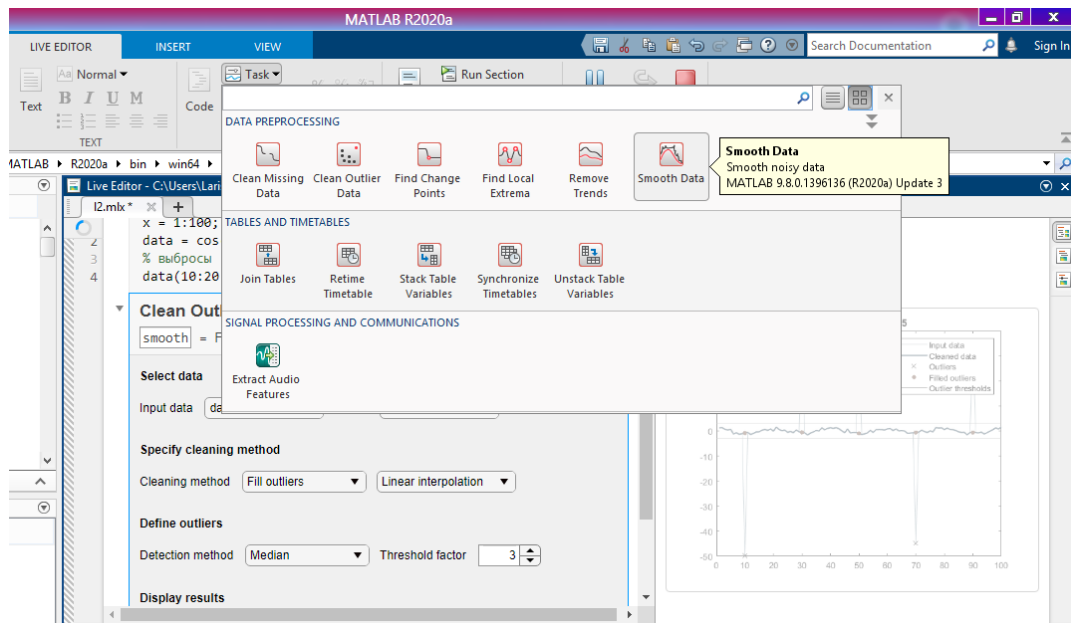 MATLAB R2020a
LIVE EDITOR INSERT VIEW
Search Documentation
Sign In
Aa Normal
Task
Run Section
Text
B I U M
Code
TEXT
DATA PREPROCESSING
Clean Missing Data
Clean Outlier Data
Find Change Points
Find Local Extrema
Remove Trends
Smooth Data
Smooth Data
Smooth noisy data
MATLAB 9.8.0.1396136 (R2020a) Update 3
MATLAB R2020a bin win64
Live Editor - C:\Users\Lari
l2.mlx *
x = 1:100;
2 data = cos
3 % выбросы
4 data(10:20
TABLES AND TIMETABLES
Join Tables
Retime Timetable
Stack Table Variables
Synchronize Timetables
Unstack Table Variables
SIGNAL PROCESSING AND COMMUNICATIONS
Extract Audio Features
Clean Out
smooth = F
Select data
Input data da
Specify cleaning method
Cleaning method Fill outliers Linear interpolation
Define outliers
Detection method Median Threshold factor 3
Display results
5
Input data
Cleaned data
Outliers
Filled outliers
Outlier thresholds
0
-10
-20
-30
-40
-50
0 10 20 30 40 50 60 70 80 90 100